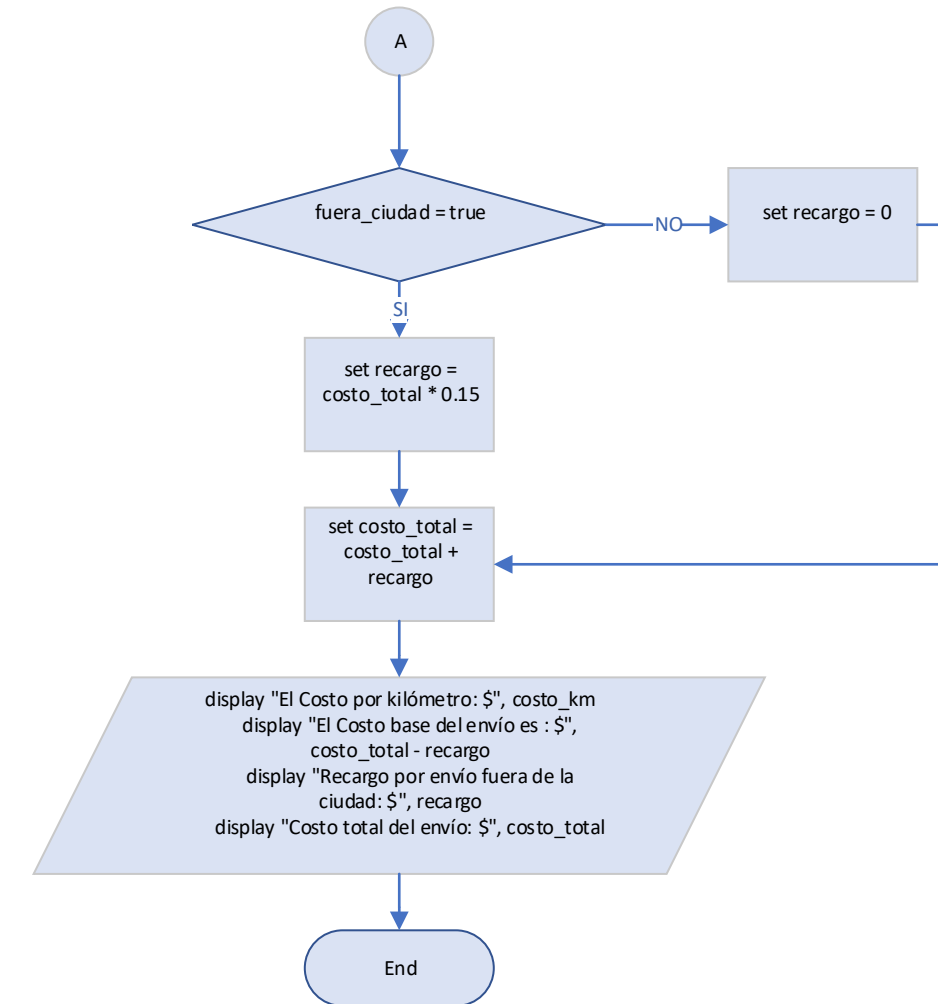 A
fuera_ciudad = true
NO
set recargo = 0
SI
set recargo =
costo_total * 0.15
set costo_total =
costo_total +
recargo
display "El Costo por kilómetro: $", costo_km
display "El Costo base del envío es : $",
costo_total - recargo
display "Recargo por envío fuera de la
ciudad: $", recargo
display "Costo total del envío: $", costo_total
End